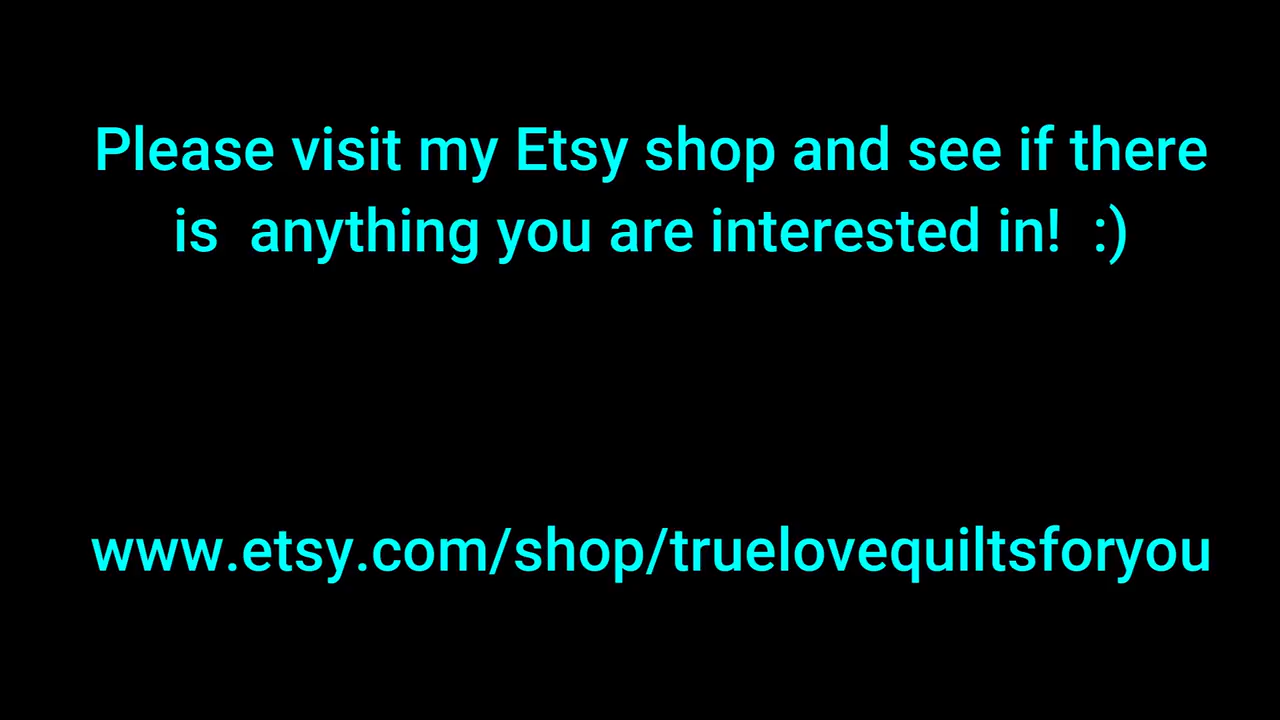 Please visit my Etsy shop and see if there
is  anything you are interested in!  :)
www.etsy.com/shop/truelovequiltsforyou